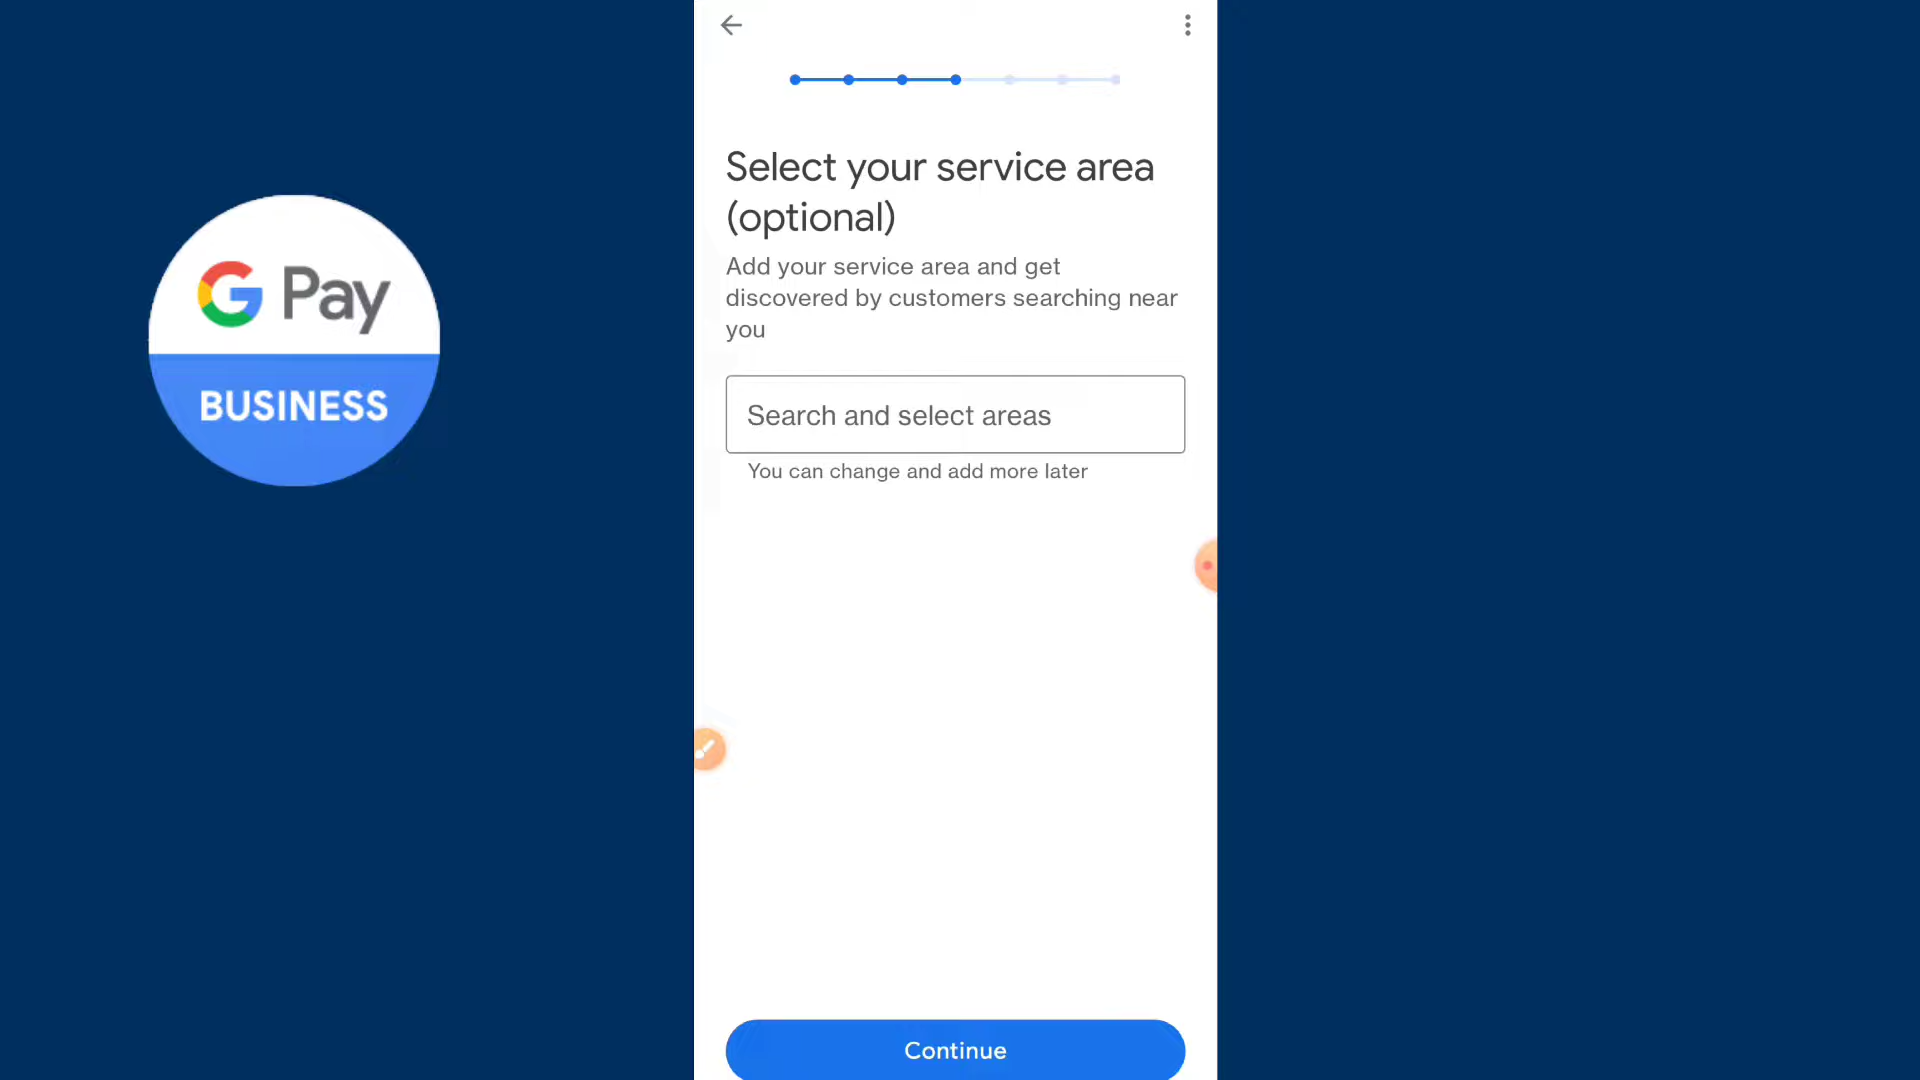 G Pay
BUSINESS
Select your service area
(optional)
Add your service area and get
discovered by customers searching near
you
Search and select areas
You can change and add more later
Continue